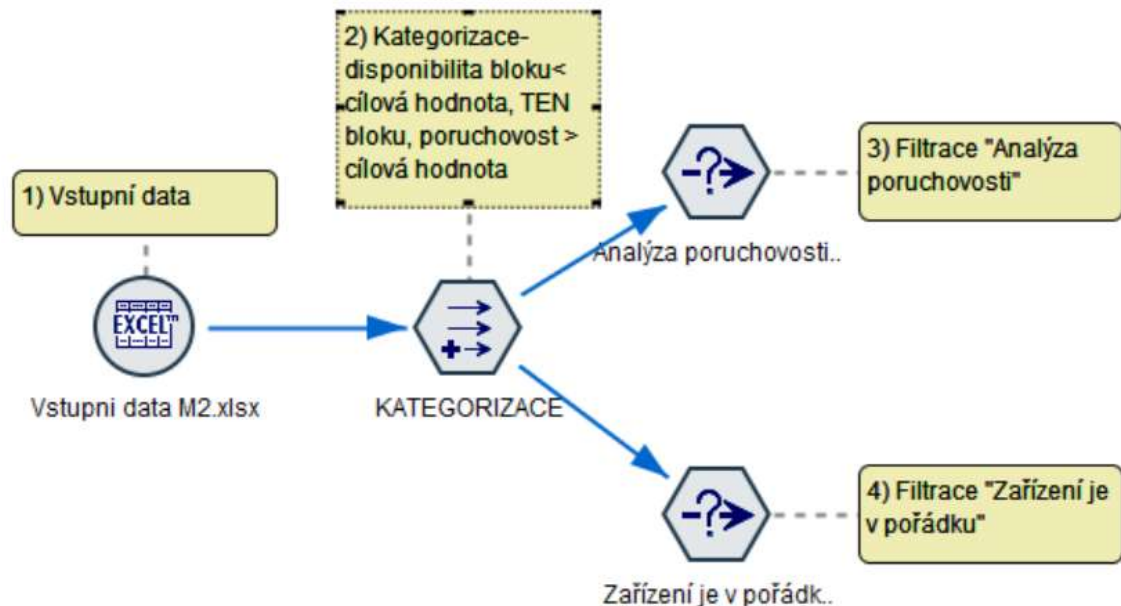 2) Kategorizace-
disponibilita bloku<
cílová hodnota, TEN
bloku, poruchovost >
cílová hodnota
3) Filtrace "Analýza
poruchovosti"
1) Vstupní data
Analýza poruchovosti..
EXCEL™
Vstupni data M2.xlsx
KATEGORIZACE
4) Filtrace "Zařízení je
v pořádku"
Zařízení je v pořádk..